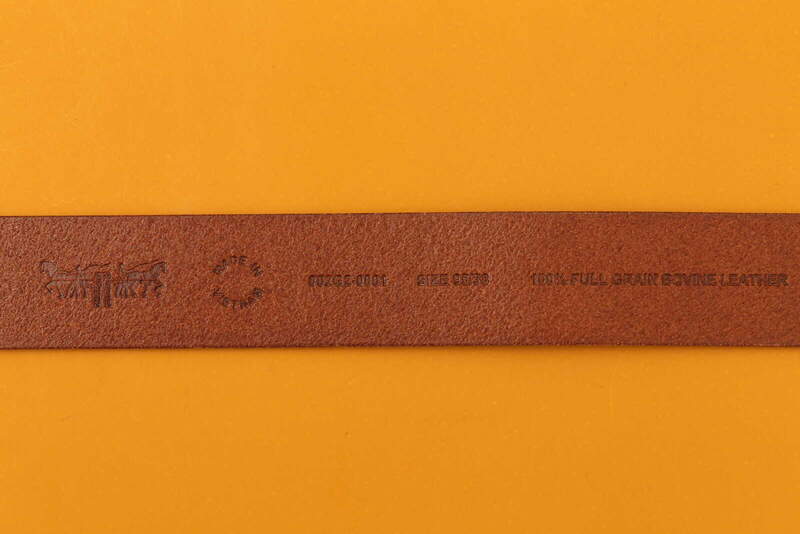 MADE IN
VIETNAM
SIZE
100% FULL GRAIN BOVINE LEATHER